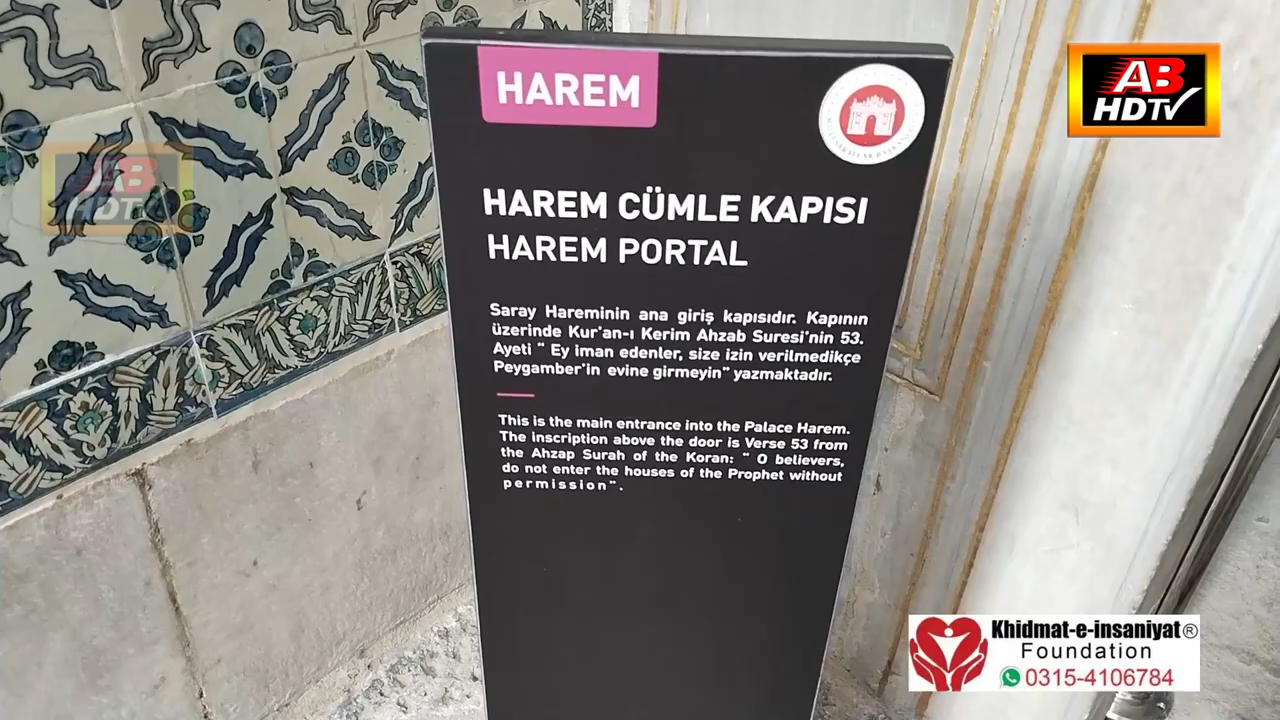 HAREM
HAREM CÜMLE KAPISI
HAREM PORTAL
Saray Hareminin ana giriş kapısıdır. Kapının
üzerinde Kur'an-ı Kerim Ahzab Suresi'nin 53.
Ayeti " Ey iman edenler, size izin verilmedikçe
Peygamber'in evine girmeyin" yazmaktadır.
This is the main entrance into the Palace Harem.
The inscription above the door is Verse 53 from
the Ahzap Surah of the Koran: " O believers,
do not enter the houses of the Prophet without
permission".
AB
HDTV
AB
HDTV
Khidmat-e-insaniyat®
Foundation
0315-4106784